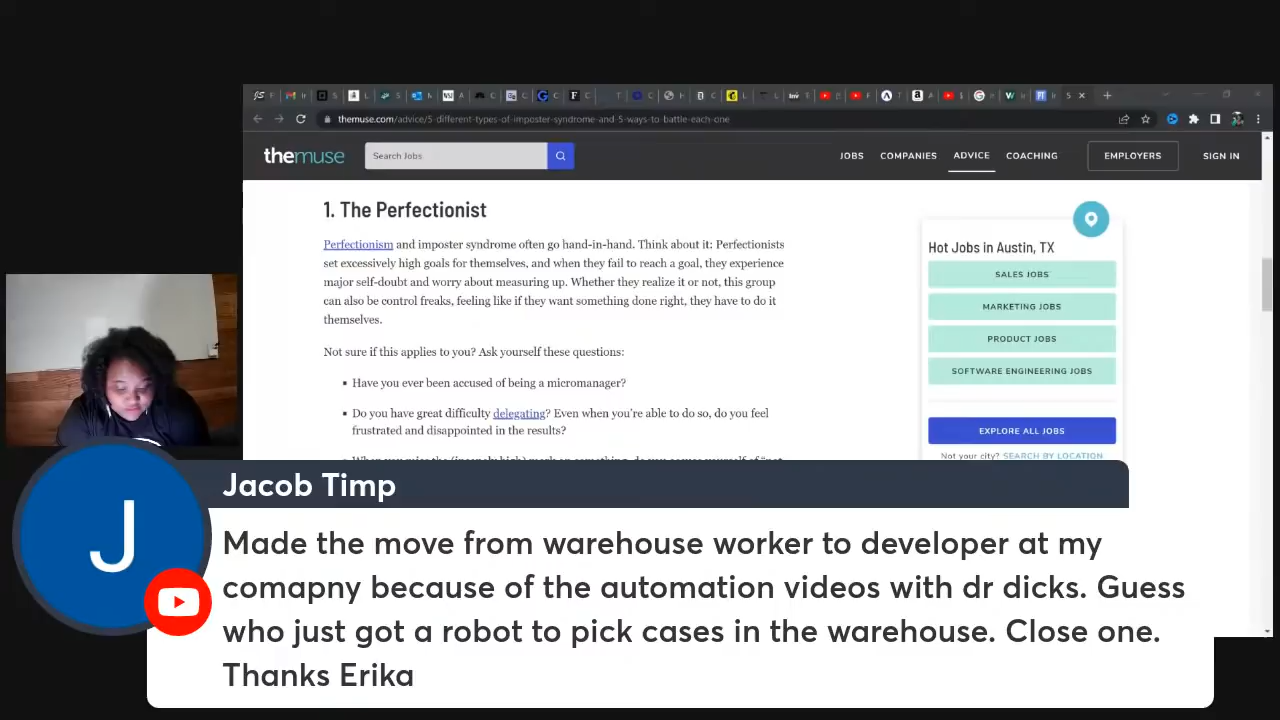 themuse.com/advice/5-different-types-of-imposter-syndrome-and-5-ways-to-battle-each-one
themuse
Search Jobs
JOBS
COMPANIES
ADVICE
COACHING
EMPLOYERS
SIGN IN
1. The Perfectionist
Perfectionism and imposter syndrome often go hand-in-hand. Think about it: Perfectionists
set excessively high goals for themselves, and when they fail to reach a goal, they experience
major self-doubt and worry about measuring up. Whether they realize it or not, this group
can also be control freaks, feeling like if they want something done right, they have to do it
themselves.
Not sure if this applies to you? Ask yourself these questions:
▪ Have you ever been accused of being a micromanager?
▪ Do you have great difficulty delegating? Even when you're able to do so, do you feel
frustrated and disappointed in the results?
Hot Jobs in Austin, TX
SALES JOBS
MARKETING JOBS
PRODUCT JOBS
SOFTWARE ENGINEERING JOBS
EXPLORE ALL JOBS
Not your city? SEARCH BY LOCATION
J
Jacob Timp
Made the move from warehouse worker to developer at my
comapny because of the automation videos with dr dicks. Guess
who just got a robot to pick cases in the warehouse. Close one.
Thanks Erika